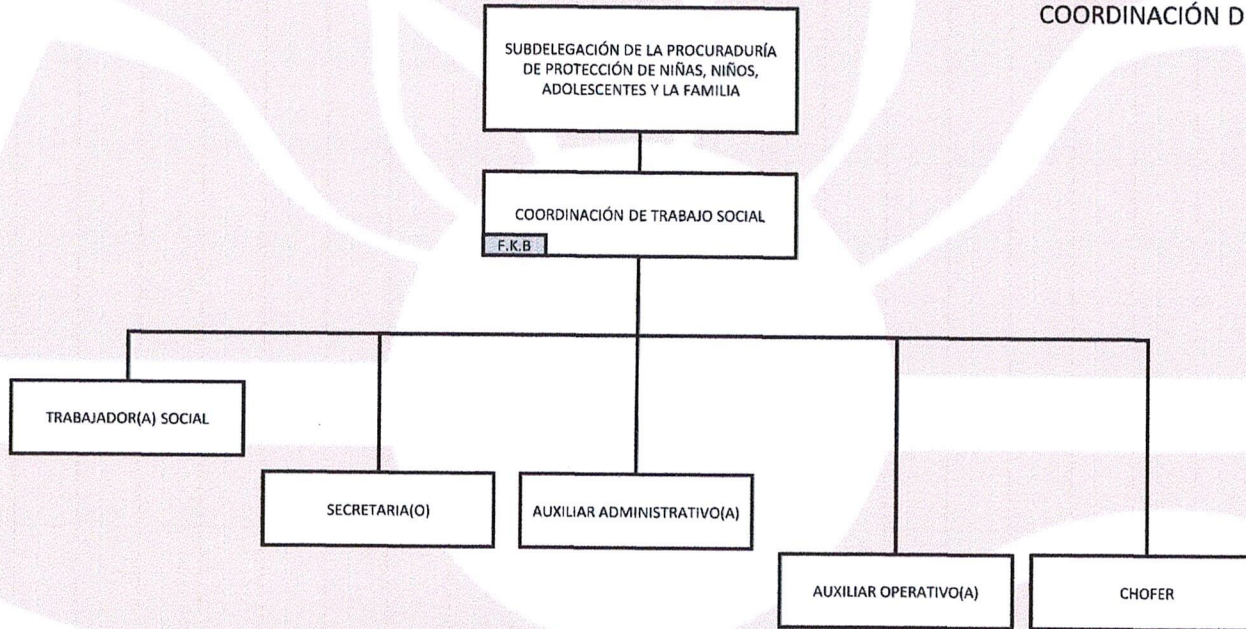 COORDINACIÓN D
SUBDELEGACIÓN DE LA PROCURADURÍA
DE PROTECCIÓN DE NIÑAS, NIÑOS,
ADOLESCENTES Y LA FAMILIA
COORDINACIÓN DE TRABAJO SOCIAL
F.K.B
TRABAJADOR(A) SOCIAL
SECRETARIA(O)
AUXILIAR ADMINISTRATIVO(A)
AUXILIAR OPERATIVO(A)
CHOFER